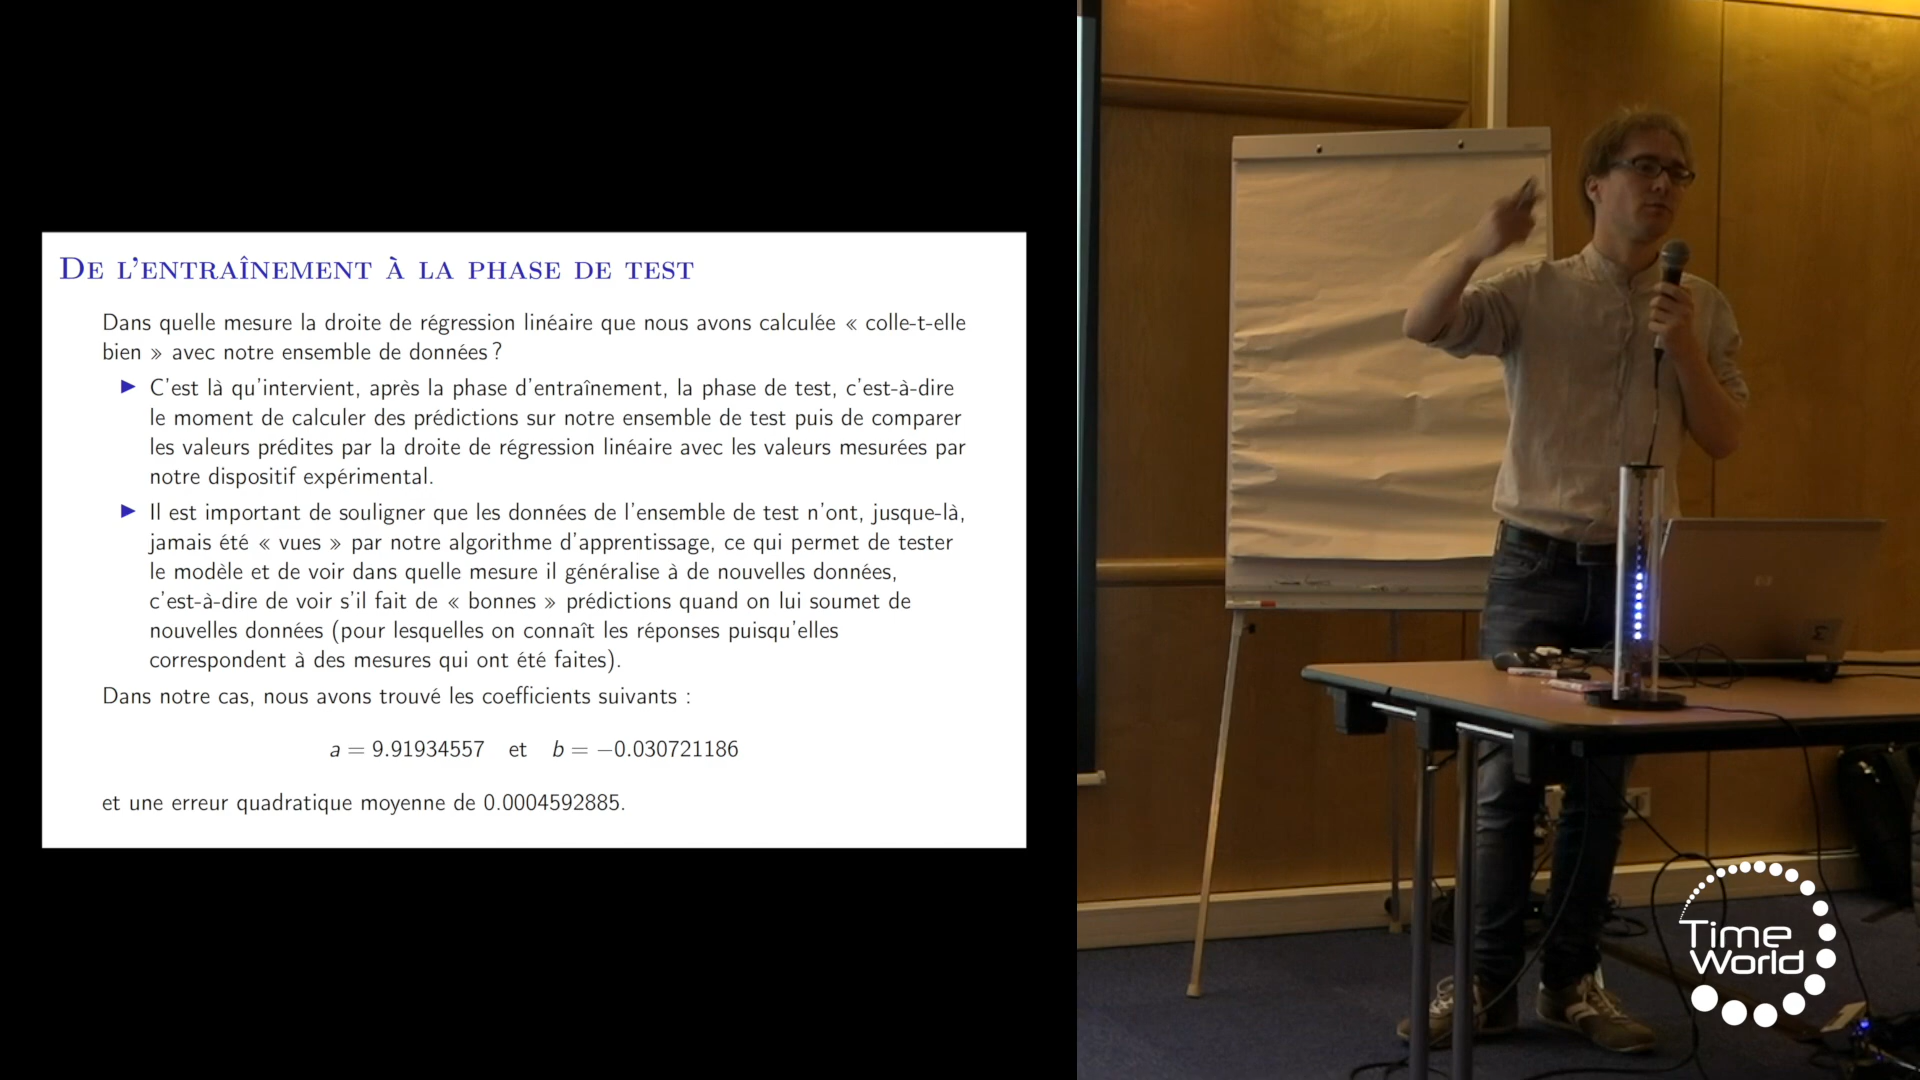 De l'entraînement à la phase de test
Dans quelle mesure la droite de régression linéaire que nous avons calculée « colle-t-elle
bien » avec notre ensemble de données ?
▶ C'est là qu'intervient, après la phase d'entraînement, la phase de test, c'est-à-dire
le moment de calculer des prédictions sur notre ensemble de test puis de comparer
les valeurs prédites par la droite de régression linéaire avec les valeurs mesurées par
notre dispositif expérimental.
▶ Il est important de souligner que les données de l'ensemble de test n'ont, jusque-là,
jamais été « vues » par notre algorithme d'apprentissage, ce qui permet de tester
le modèle et de voir dans quelle mesure il généralise à de nouvelles données,
c'est-à-dire de voir s'il fait de « bonnes » prédictions quand on lui soumet de
nouvelles données (pour lesquelles on connaît les réponses puisqu'elles
correspondent à des mesures qui ont été faites).
Dans notre cas, nous avons trouvé les coefficients suivants :
a = 9.91934557 et b = −0.030721186
et une erreur quadratique moyenne de 0.0004592885.
Time
World